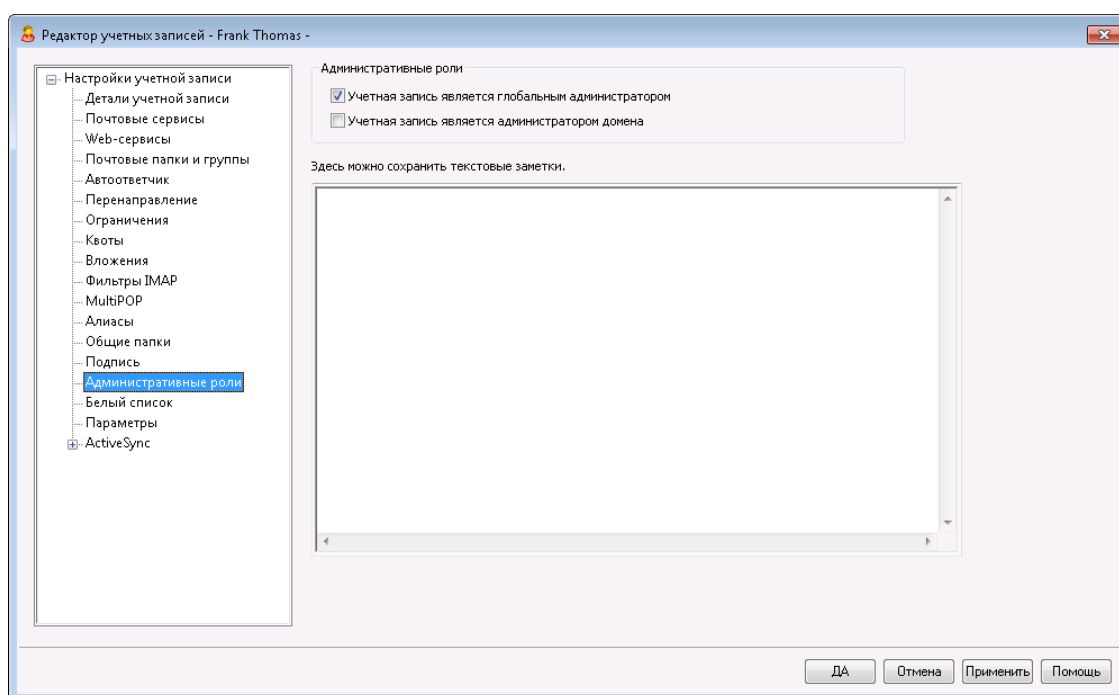 Редактор учетных записей - Frank Thomas -
Настройки учетной записи
Детали учетной записи
Почтовые сервисы
Web-сервисы
Почтовые папки и группы
Автоответчик
Перенаправление
Ограничения
Квоты
Вложения
Фильтры IMAP
MultiPOP
Алиасы
Общие папки
Подпись
Административные роли
Белый список
Параметры
ActiveSync
Административные роли
Учетная запись является глобальным администратором
Учетная запись является администратором домена
Здесь можно сохранить текстовые заметки.
ДА Отмена Применить Помощь